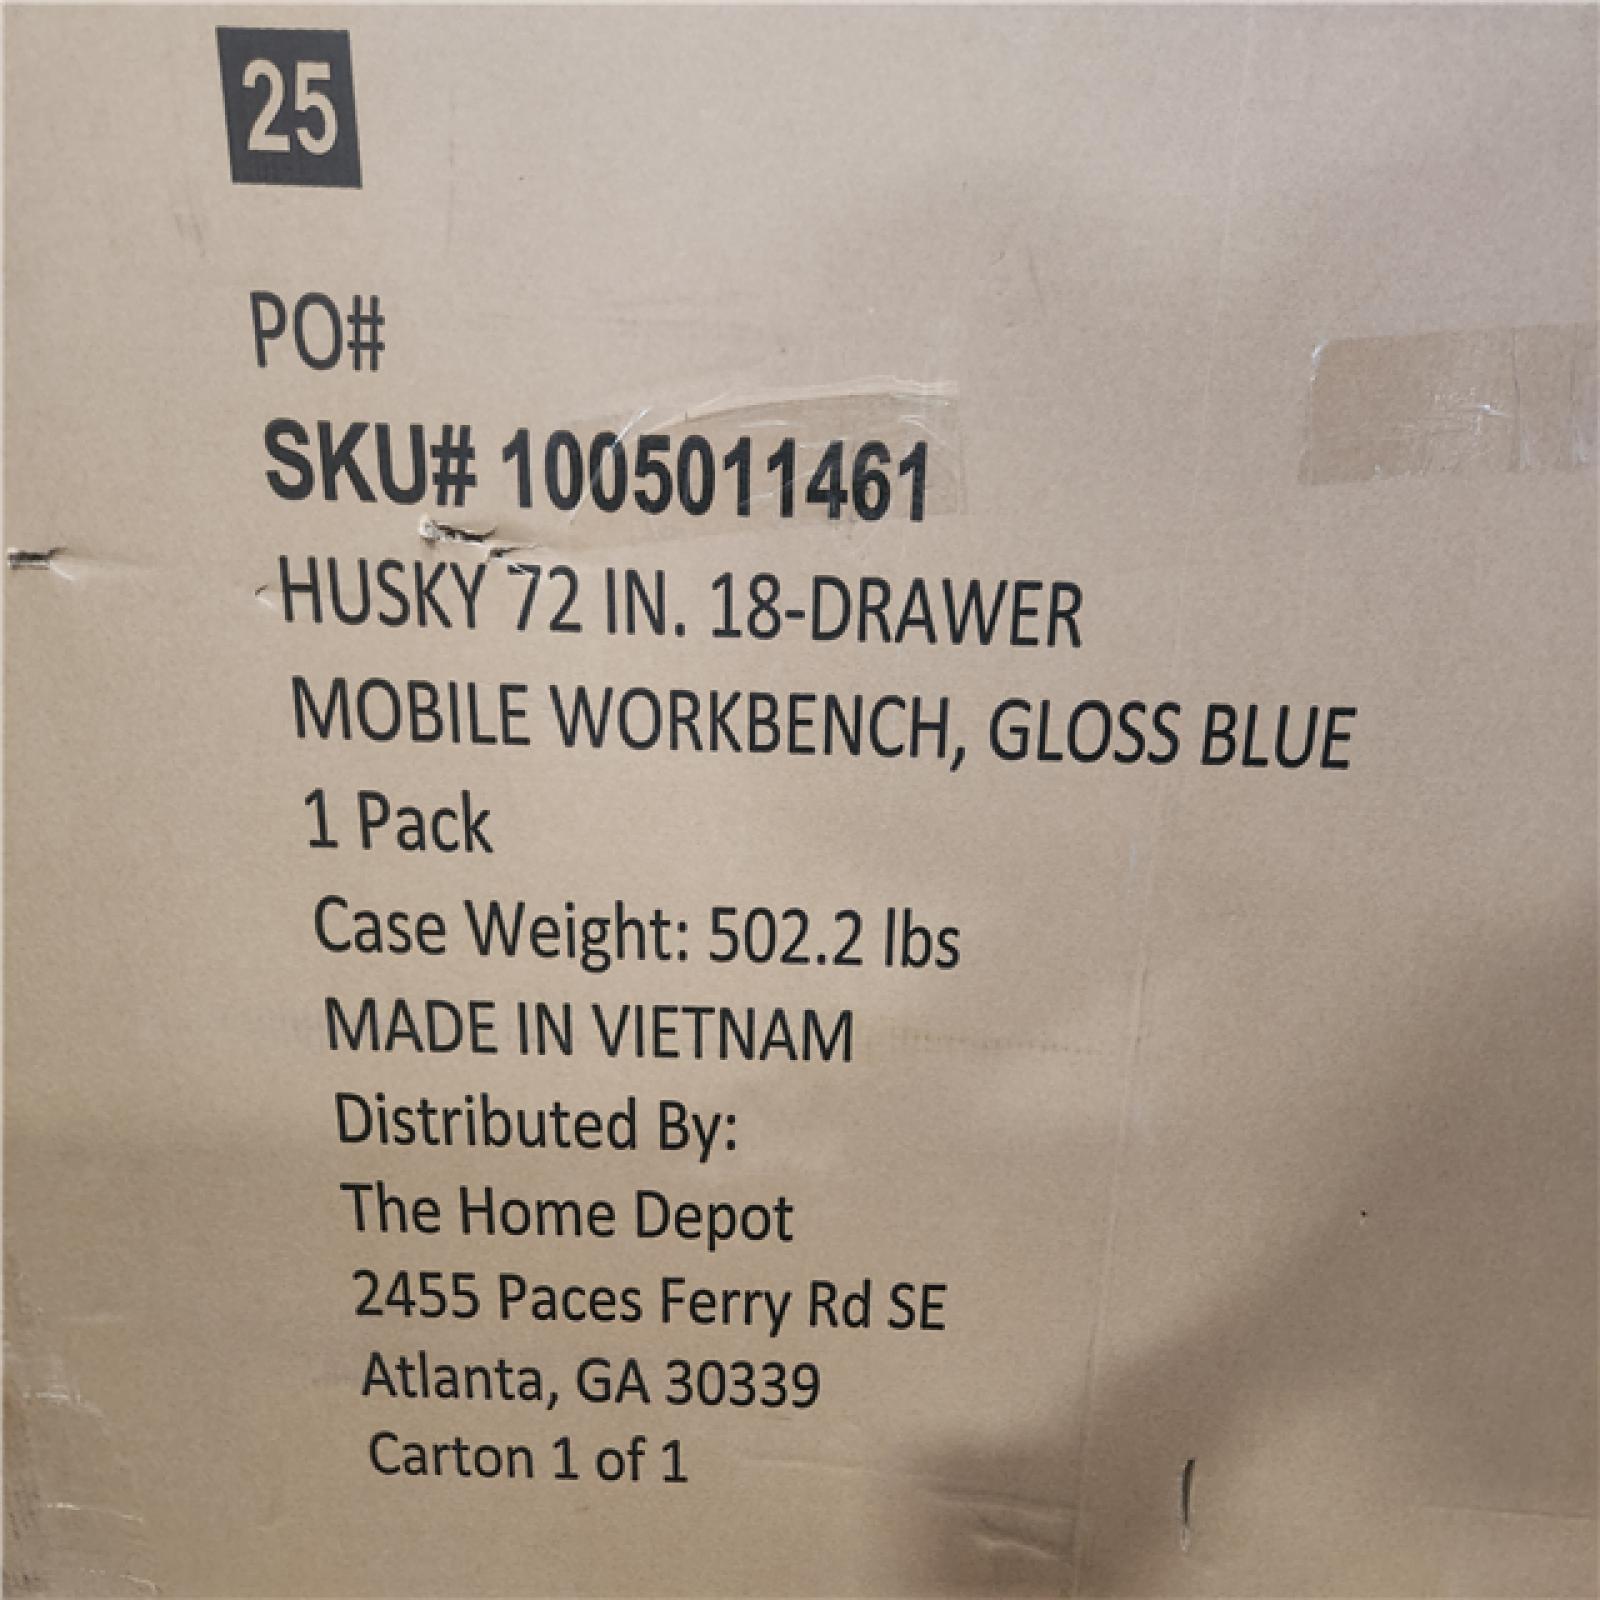 25
PO#
SKU# 1005011461
HUSKY 72 IN. 18-DRAWER
MOBILE WORKBENCH, GLOSS BLUE
1 Pack
Case Weight: 502.2 lbs
MADE IN VIETNAM
Distributed By:
The Home Depot
2455 Paces Ferry Rd SE
Atlanta, GA 30339
Carton 1 of 1